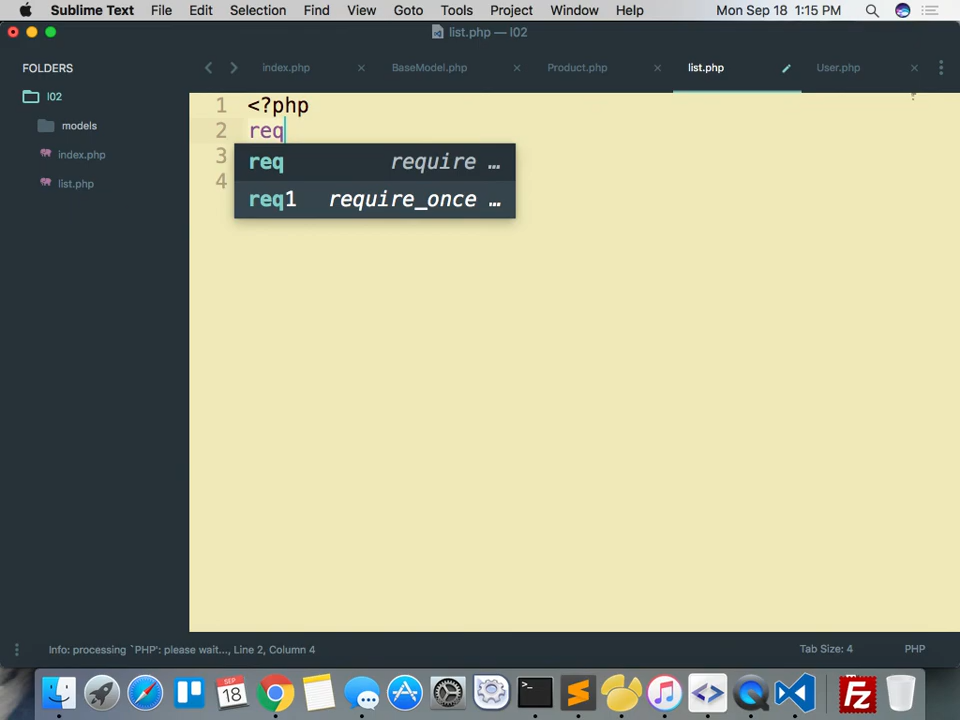 Sublime Text File Edit Selection Find View Goto Tools Project Window Help Mon Sep 18 1:15 PM
list.php — l02
FOLDERS
l02
models
index.php
list.php
index.php × BaseModel.php × Product.php × list.php User.php ×
1 <?php
2 req
3
4
req require …
req1 require_once …
Info: processing `PHP': please wait..., Line 2, Column 4 Tab Size: 4 PHP
SEP
18
>_
Fz